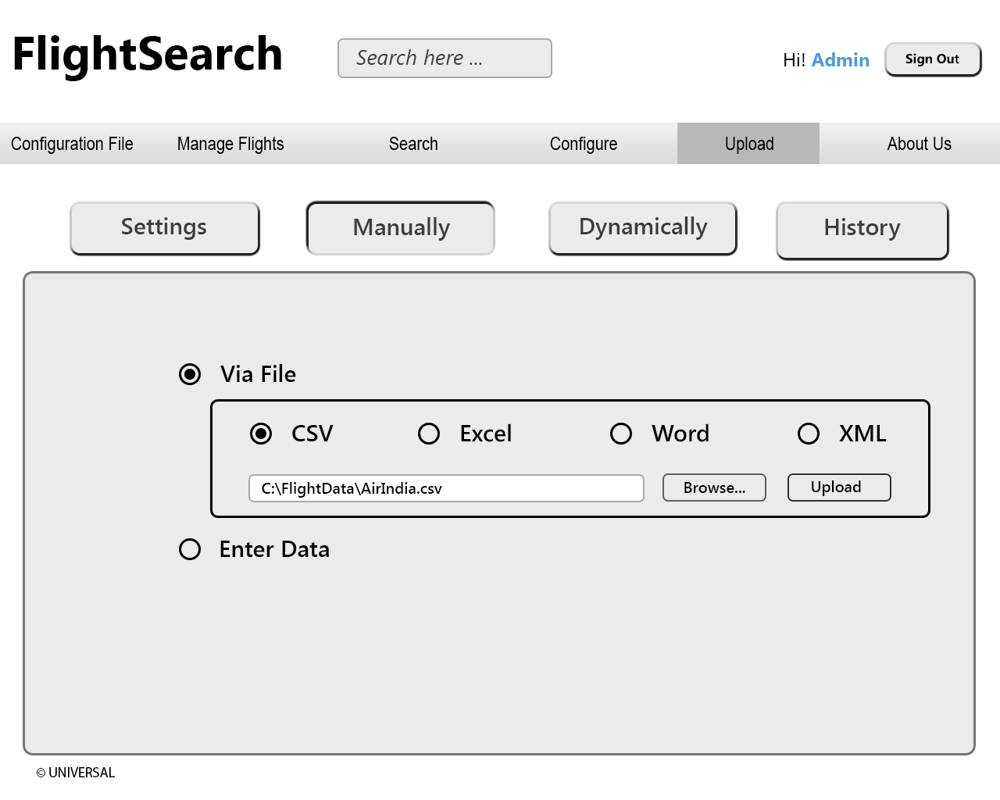 FlightSearch
Search here ...
Hi! Admin
Sign Out
Configuration File
Manage Flights
Search
Configure
Upload
About Us
Settings
Manually
Dynamically
History
Via File
CSV
Excel
Word
XML
C:\FlightData\AirIndia.csv
Browse...
Upload
Enter Data
© UNIVERSAL